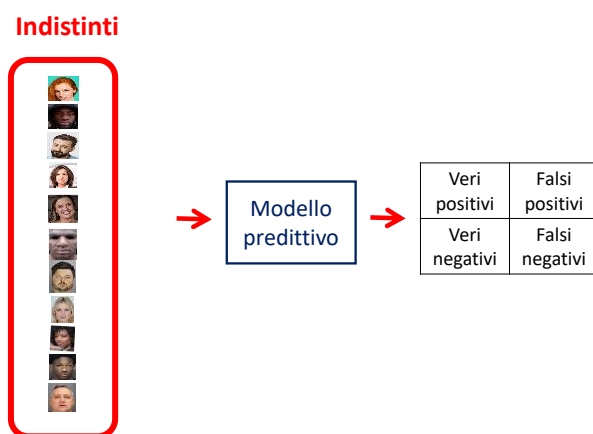 Indistinti
Modello
predittivo
Veri
positivi
Falsi
positivi
Veri
negativi
Falsi
negativi